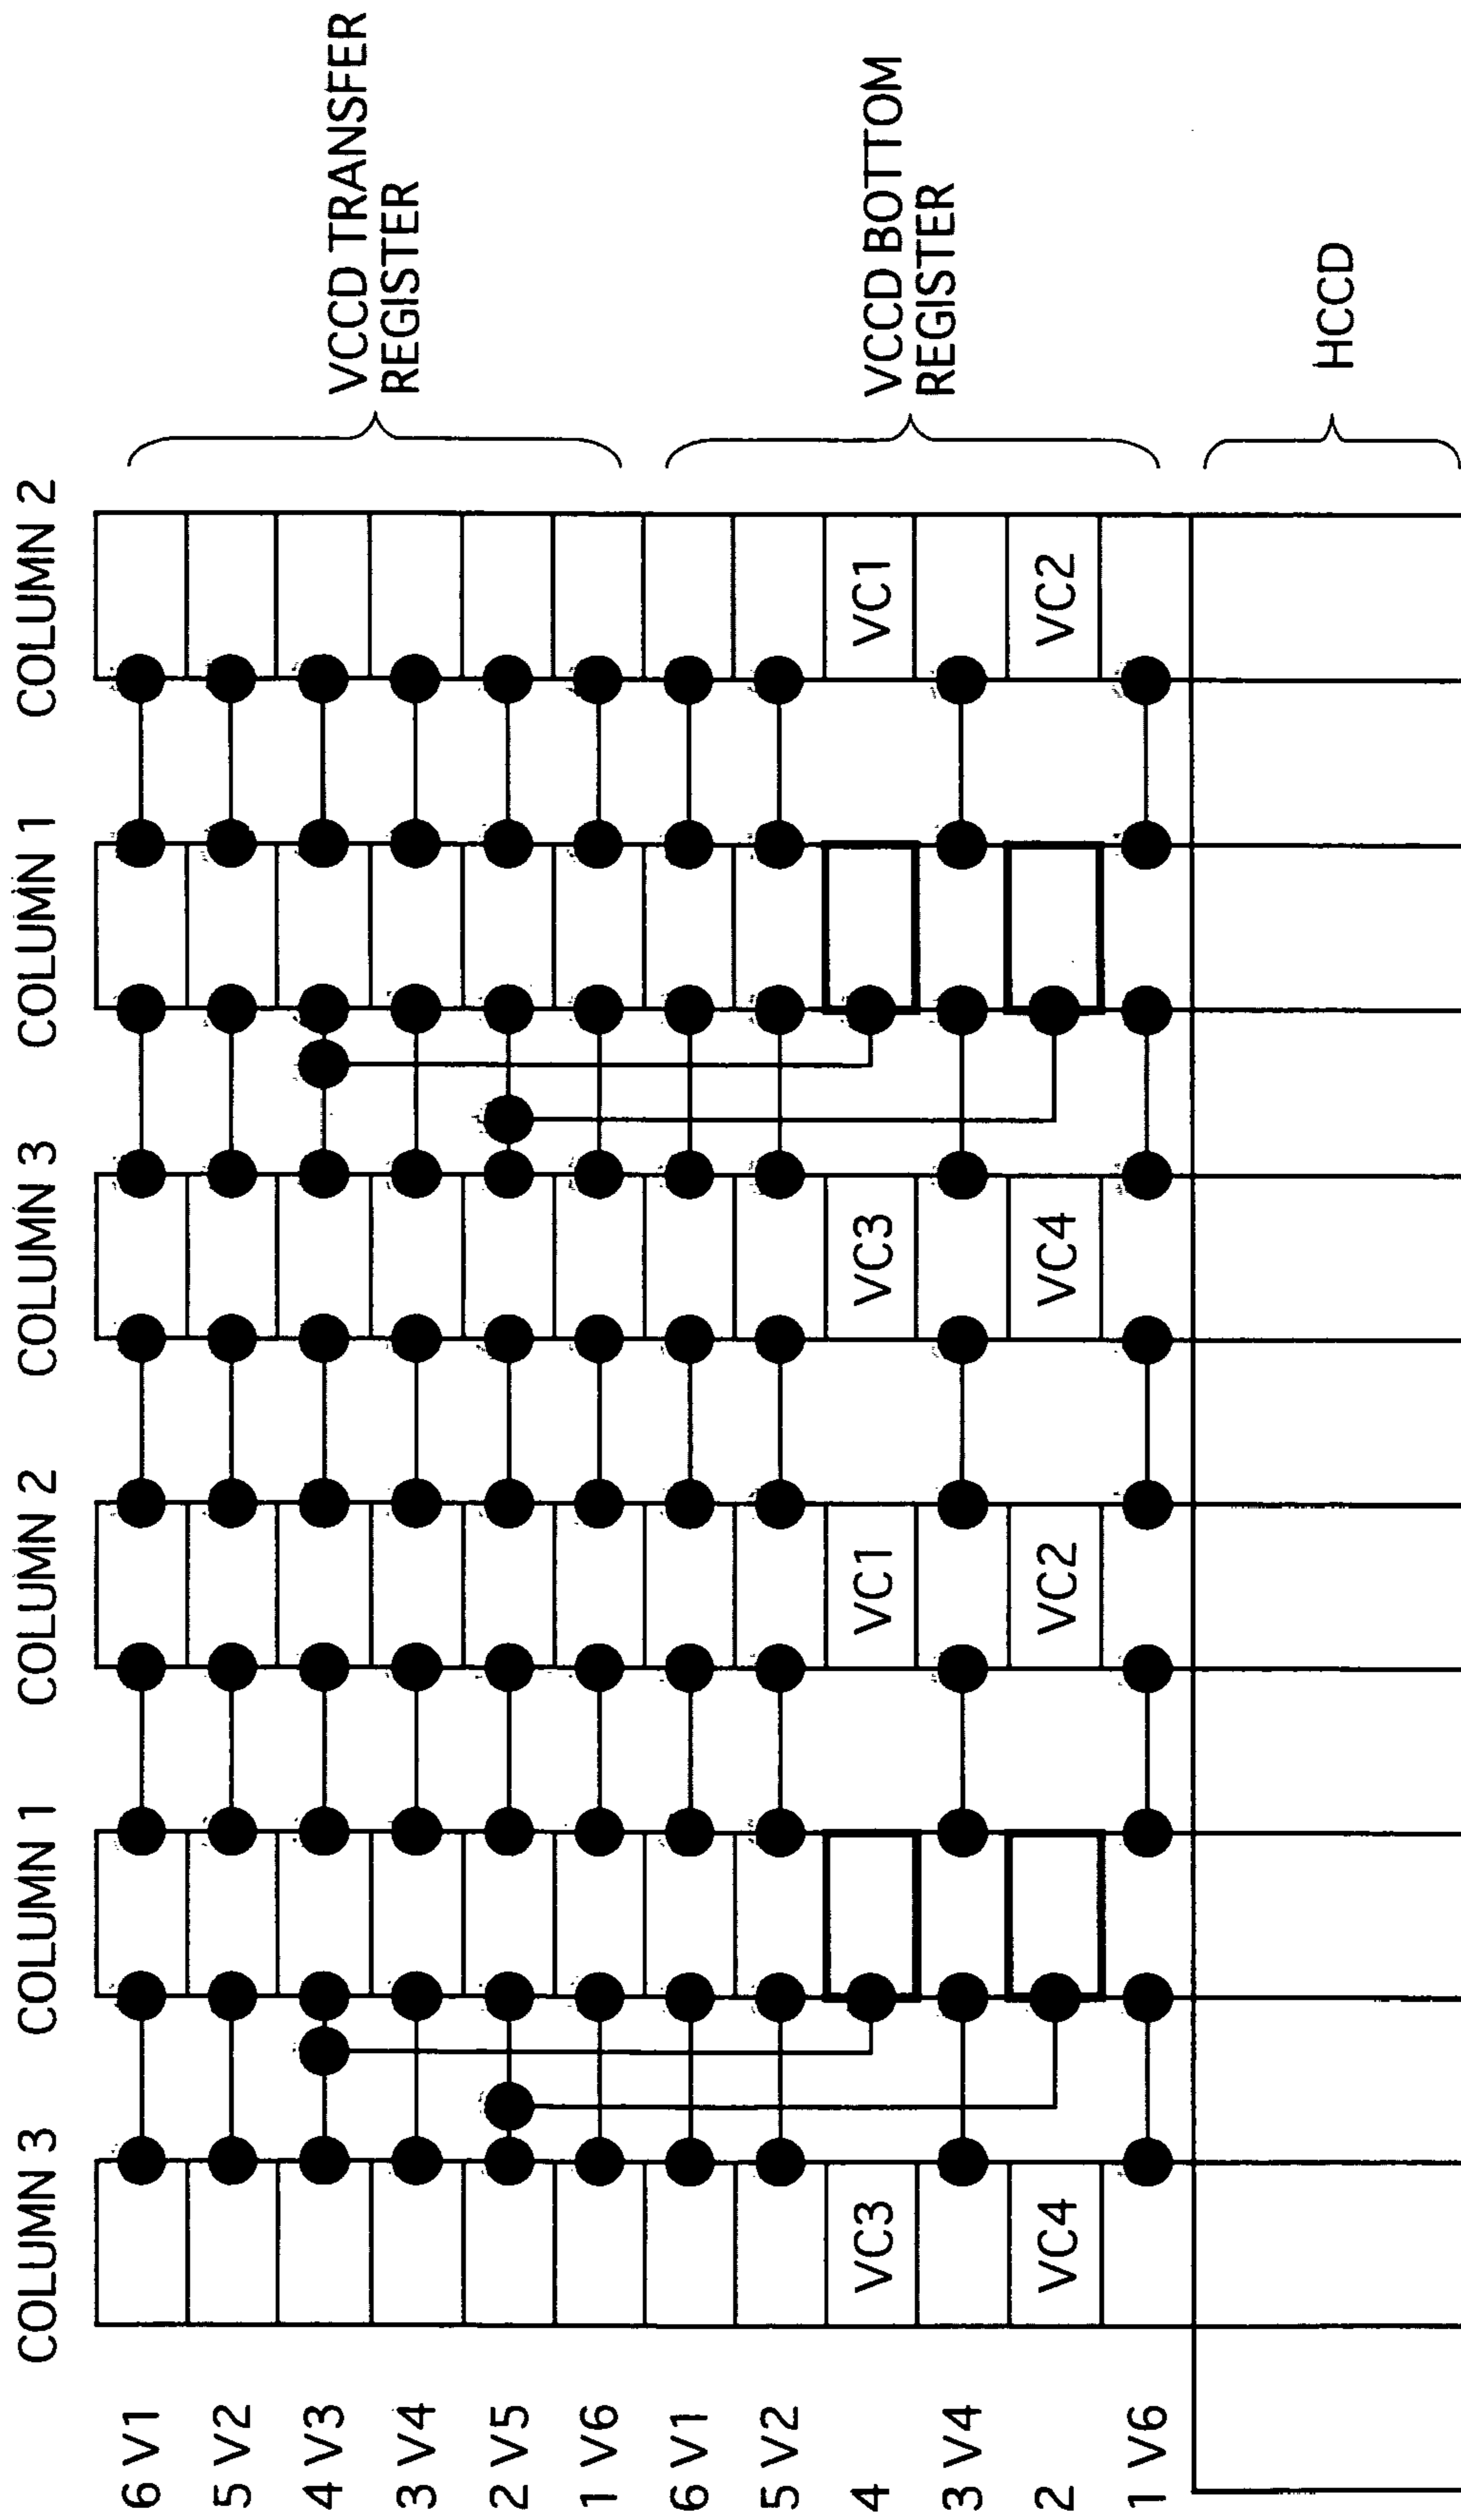 COLUMN 3 COLUMN 1 COLUMN 2 COLUMN 3 COLUMN 1 COLUMN 2
6 V1
5 V2
4 V3
3 V4
2 V5
1 V6
VCCD TRANSFER
REGISTER
6 V1
5 V2
4 VC3 VC1 VC3 VC1
3 V4
2 VC4 VC2 VC4 VC2
1 V6
VCCD BOTTOM
REGISTER
HCCD